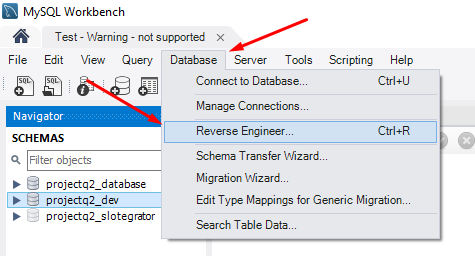 MySQL Workbench
Test - Warning - not supported ×
File Edit View Query Database Server Tools Scripting Help
SQL SQL
Connect to Database... Ctrl+U
Manage Connections...
Navigator
Reverse Engineer... Ctrl+R
SCHEMAS
Schema Transfer Wizard...
Filter objects
Migration Wizard...
projectq2_database
Edit Type Mappings for Generic Migration...
projectq2_dev
projectq2_slotegrator
Search Table Data...